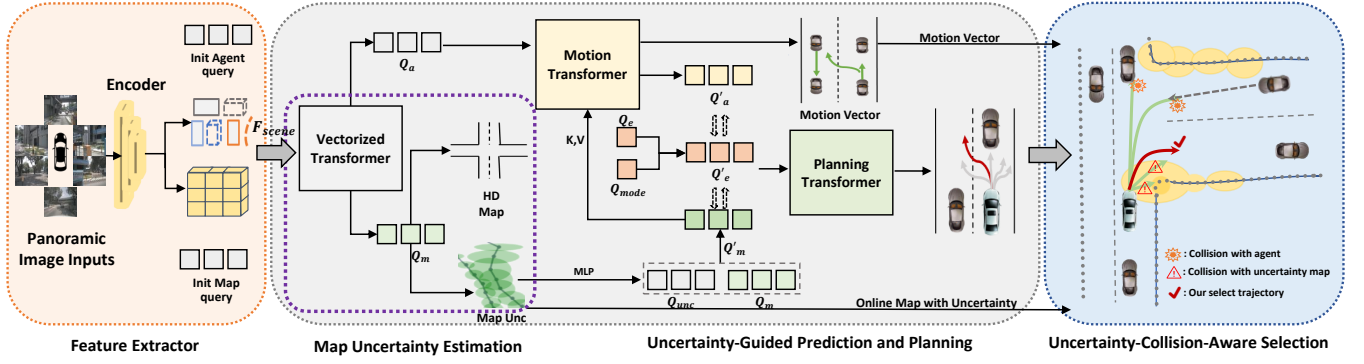 Init Agent
query
Encoder
F_scene
Panoramic
Image Inputs
Init Map
query
Feature Extractor
Q_a
Vectorized
Transformer
HD
Map
Q_m
Map Unc
Map Uncertainty Estimation
Motion
Transformer
Q'_a
Motion Vector
K,V
Q_e
Q_mode
Q'_e
Planning
Transformer
Q'_m
MLP
Q_unc
Q_m
Online Map with Uncertainty
Uncertainty-Guided Prediction and Planning
Motion Vector
: Collision with agent
: Collision with uncertainty map
: Our select trajectory
Uncertainty-Collision-Aware Selection